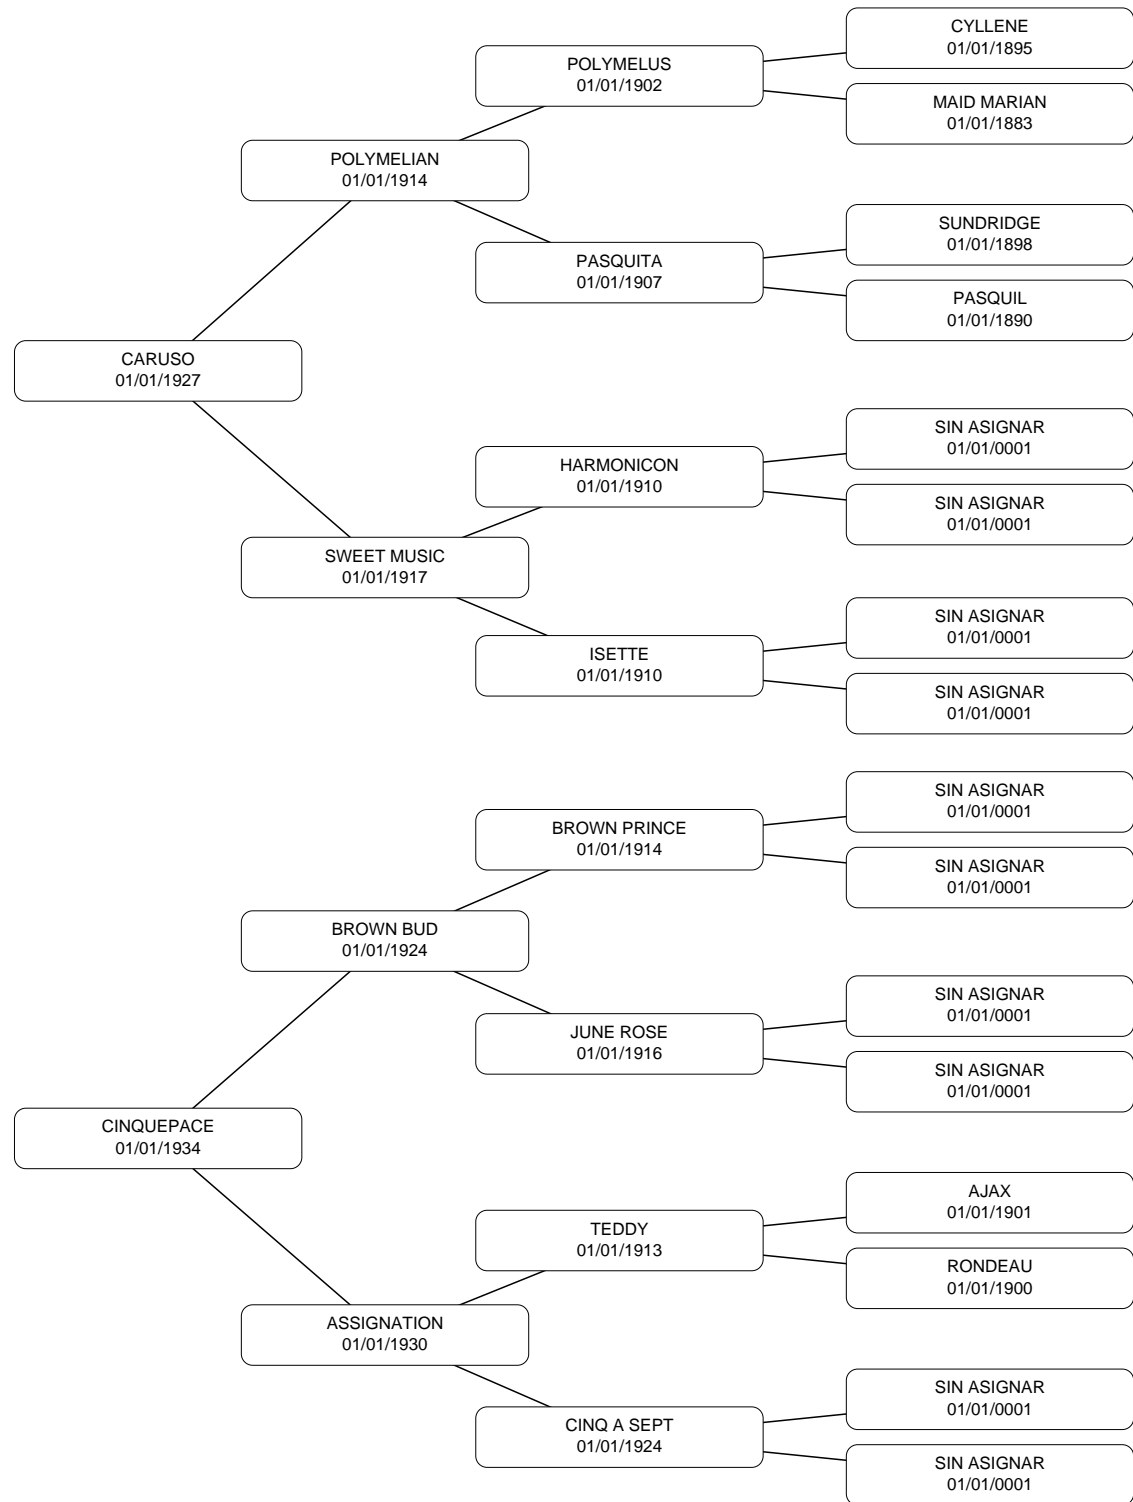 CYLLENE
01/01/1895
POLYMELUS
01/01/1902
MAID MARIAN
01/01/1883
POLYMELIAN
01/01/1914
SUNDRIDGE
01/01/1898
PASQUITA
01/01/1907
PASQUIL
01/01/1890
CARUSO
01/01/1927
SIN ASIGNAR
01/01/0001
HARMONICON
01/01/1910
SIN ASIGNAR
01/01/0001
SWEET MUSIC
01/01/1917
SIN ASIGNAR
01/01/0001
ISETTE
01/01/1910
SIN ASIGNAR
01/01/0001
SIN ASIGNAR
01/01/0001
BROWN PRINCE
01/01/1914
SIN ASIGNAR
01/01/0001
BROWN BUD
01/01/1924
SIN ASIGNAR
01/01/0001
JUNE ROSE
01/01/1916
SIN ASIGNAR
01/01/0001
CINQUEPACE
01/01/1934
AJAX
01/01/1901
TEDDY
01/01/1913
RONDEAU
01/01/1900
ASSIGNATION
01/01/1930
SIN ASIGNAR
01/01/0001
CINQ A SEPT
01/01/1924
SIN ASIGNAR
01/01/0001